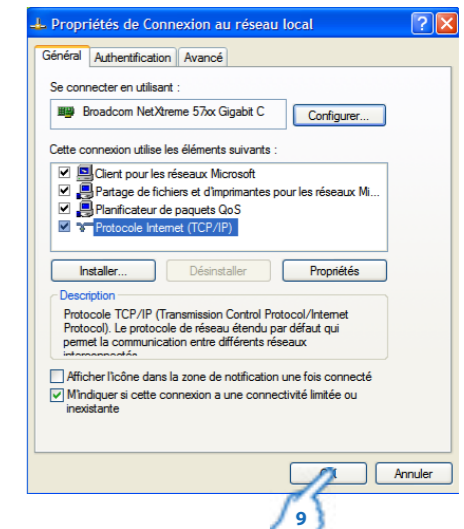 Propriétés de Connexion au réseau local
Général Authentification Avancé
Se connecter en utilisant :
Broadcom NetXtreme 57xx Gigabit C Configurer...
Cette connexion utilise les éléments suivants :
Client pour les réseaux Microsoft
Partage de fichiers et d'imprimantes pour les réseaux Mi...
Planificateur de paquets QoS
Protocole Internet (TCP/IP)
Installer... Désinstaller Propriétés
Description
Protocole TCP/IP (Transmission Control Protocol/Internet
Protocol). Le protocole de réseau étendu par défaut qui
permet la communication entre différents réseaux
Afficher l'icône dans la zone de notification une fois connecté
M'indiquer si cette connexion a une connectivité limitée ou
inexistante
Annuler
9